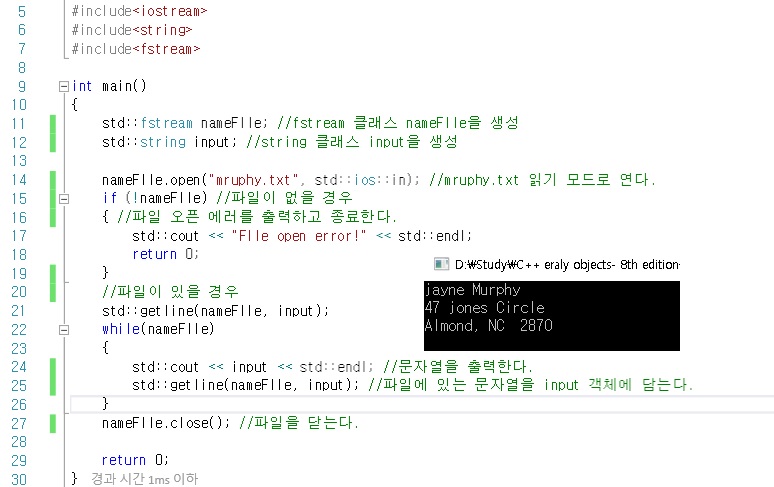 5 #include<iostream>
6 #include<string>
7 #include<fstream>
8
9 int main()
10 {
11 std::fstream nameFIle; //fstream 클래스 nameFIle을 생성
12 std::string input; //string 클래스 input을 생성
13
14 nameFIle.open("mruphy.txt", std::ios::in); //mruphy.txt 읽기 모드로 연다.
15 if (!nameFIle) //파일이 없을 경우
16 { //파일 오픈 에러를 출력하고 종료한다.
17 std::cout << "FIle open error!" << std::endl;
18 return 0;
19 }
20 //파일이 있을 경우
21 std::getline(nameFIle, input);
22 while(nameFIle)
23 {
24 std::cout << input << std::endl; //문자열을 출력한다.
25 std::getline(nameFIle, input); //파일에 있는 문자열을 input 객체에 담는다.
26 }
27 nameFIle.close(); //파일을 닫는다.
28
29 return 0;
30 } 경과 시간 1ms 이하
D:₩Study₩C++ eraly objects- 8th edition
jayne Murphy
47 jones Circle
Almond, NC  2870